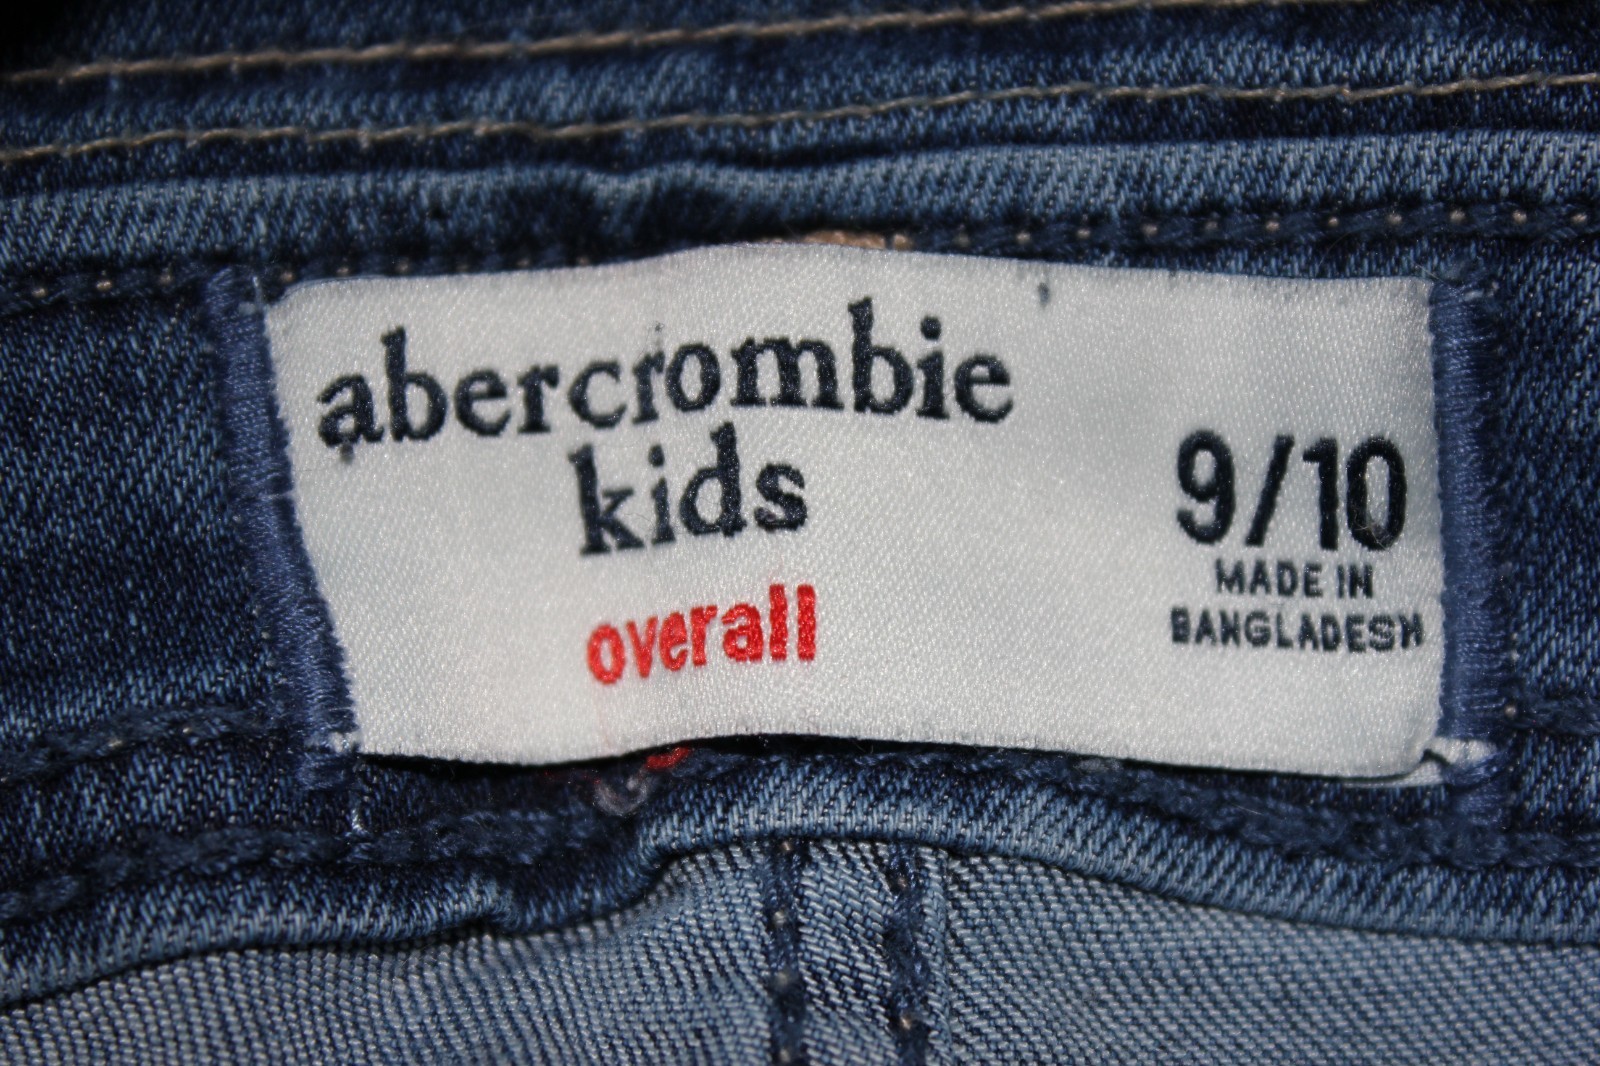 abercrombie
kids
overall
9/10
MADE IN
BANGLADESH